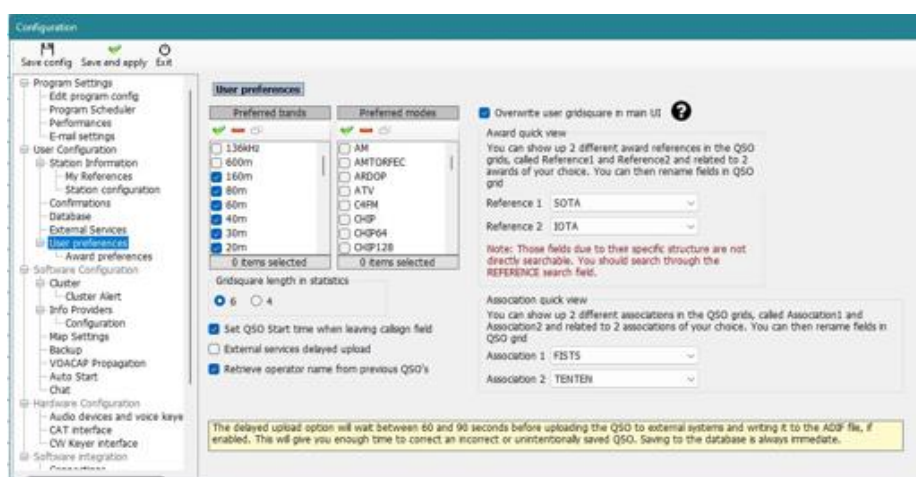 Configuration
Save config Save and apply Exit
Program Settings
Edit program config
Program Scheduler
Performances
E-mail settings
User Configuration
Station Information
My References
Station configuration
Confirmations
Database
External Services
User preferences
Award preferences
Software Configuration
Cluster
Cluster Alert
Info Providers
Configuration
Map Settings
Backup
VOACAP Propagation
Auto Start
Chat
Hardware Configuration
Audio devices and voice keye
CAT interface
CW Keyer interface
Software integration
Connections
User preferences
Preferred bands
136kHz
600m
160m
80m
60m
40m
30m
20m
0 items selected
Preferred modes
AM
AMTORFEC
ARDOP
ATV
C4FM
CHIP
CHIP64
CHIP128
0 items selected
Gridsquare length in statistics
6 4
Set QSO Start time when leaving callsign field
External services delayed upload
Retrieve operator name from previous QSO's
Overwrite user gridsquare in main UI ?
Award quick view
You can show up 2 different award references in the QSO
grids, called Reference1 and Reference2 and related to 2
awards of your choice. You can then rename fields in QSO
grid
Reference 1 SOTA
Reference 2 IOTA
Note: Those fields due to their specific structure are not
directly searchable. You should search through the
REFERENCE search field.
Association quick view
You can show up 2 different associations in the QSO grids, called Association1 and
Association2 and related to 2 associations of your choice. You can then rename fields in
QSO grid
Association 1 FISTS
Association 2 TENTEN
The delayed upload option will wait between 60 and 90 seconds before uploading the QSO to external systems and writing it to the ADIF file, if
enabled. This will give you enough time to correct an incorrect or unintentionally saved QSO. Saving to the database is always immediate.